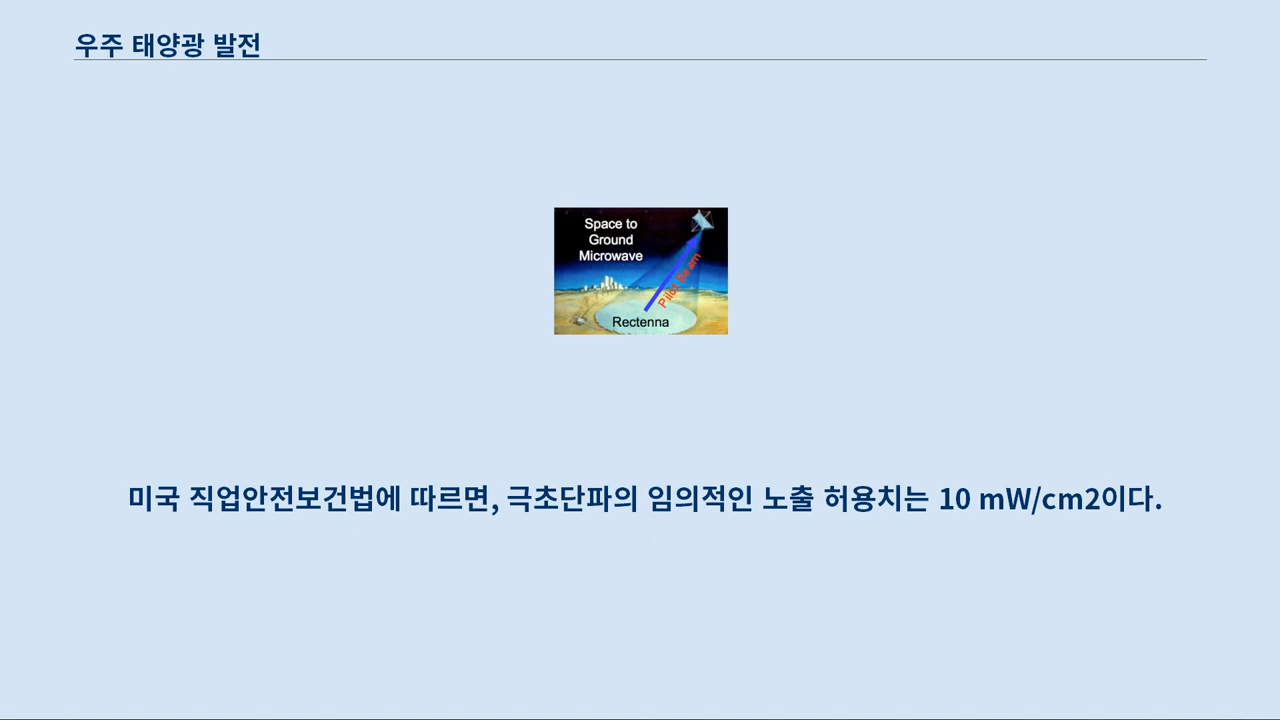 우주 태양광 발전
Space to
Ground
Microwave
Pilot Beam
Rectenna
미국 직업안전보건법에 따르면, 극초단파의 임의적인 노출 허용치는 10 mW/cm2이다.